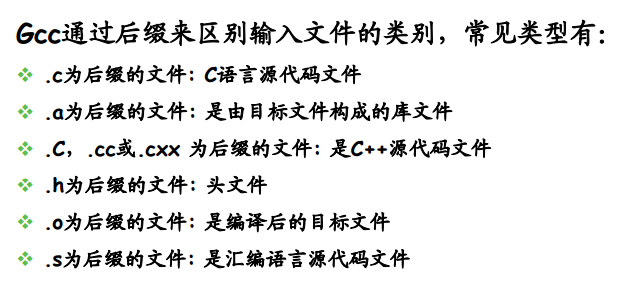 Gcc通过后缀来区别输入文件的类别，常见类型有：
❖ .c为后缀的文件：C语言源代码文件
❖ .a为后缀的文件：是由目标文件构成的库文件
❖ .C，.cc或.cxx 为后缀的文件：是C++源代码文件
❖ .h为后缀的文件：头文件
❖ .o为后缀的文件：是编译后的目标文件
❖ .s为后缀的文件：是汇编语言源代码文件